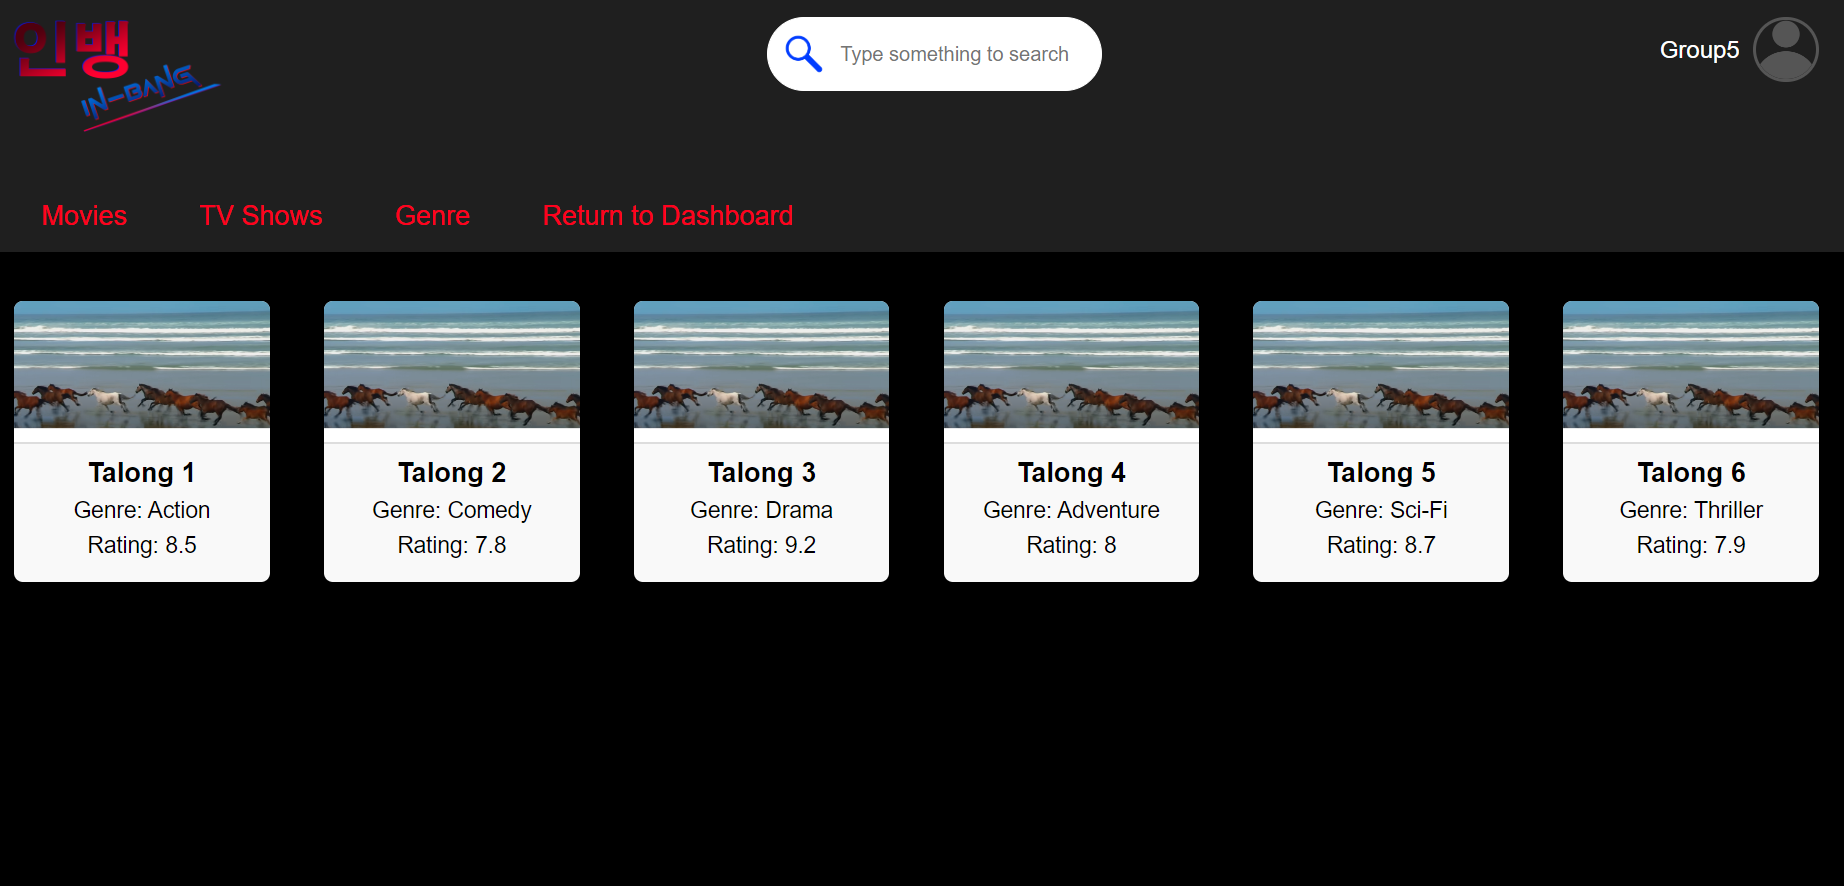 인뱅
IN-BANG
Type something to search
Group5
Movies
TV Shows
Genre
Return to Dashboard
Talong 1
Genre: Action
Rating: 8.5
Talong 2
Genre: Comedy
Rating: 7.8
Talong 3
Genre: Drama
Rating: 9.2
Talong 4
Genre: Adventure
Rating: 8
Talong 5
Genre: Sci-Fi
Rating: 8.7
Talong 6
Genre: Thriller
Rating: 7.9